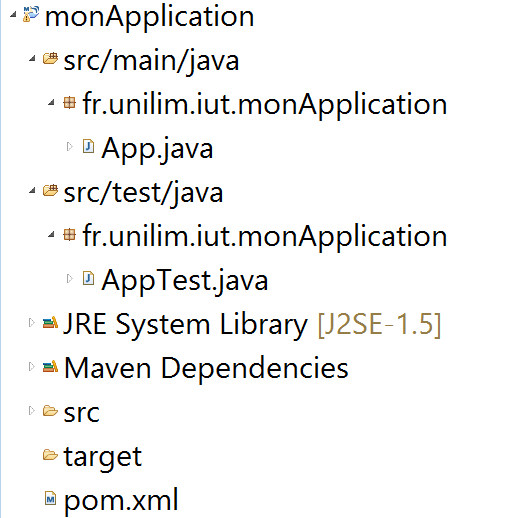 monApplication
src/main/java
fr.unilim.iut.monApplication
App.java
src/test/java
fr.unilim.iut.monApplication
AppTest.java
JRE System Library [J2SE-1.5]
Maven Dependencies
src
target
pom.xml